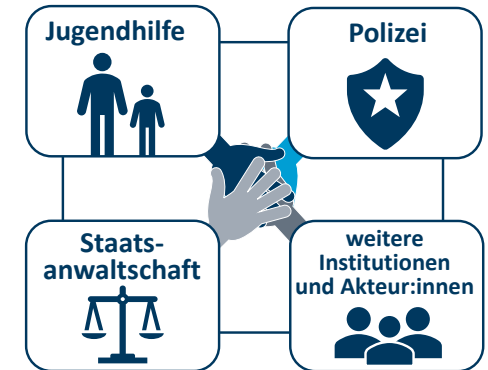 Jugendhilfe
Polizei
Staats-
anwaltschaft
weitere
Institutionen
und Akteur:innen